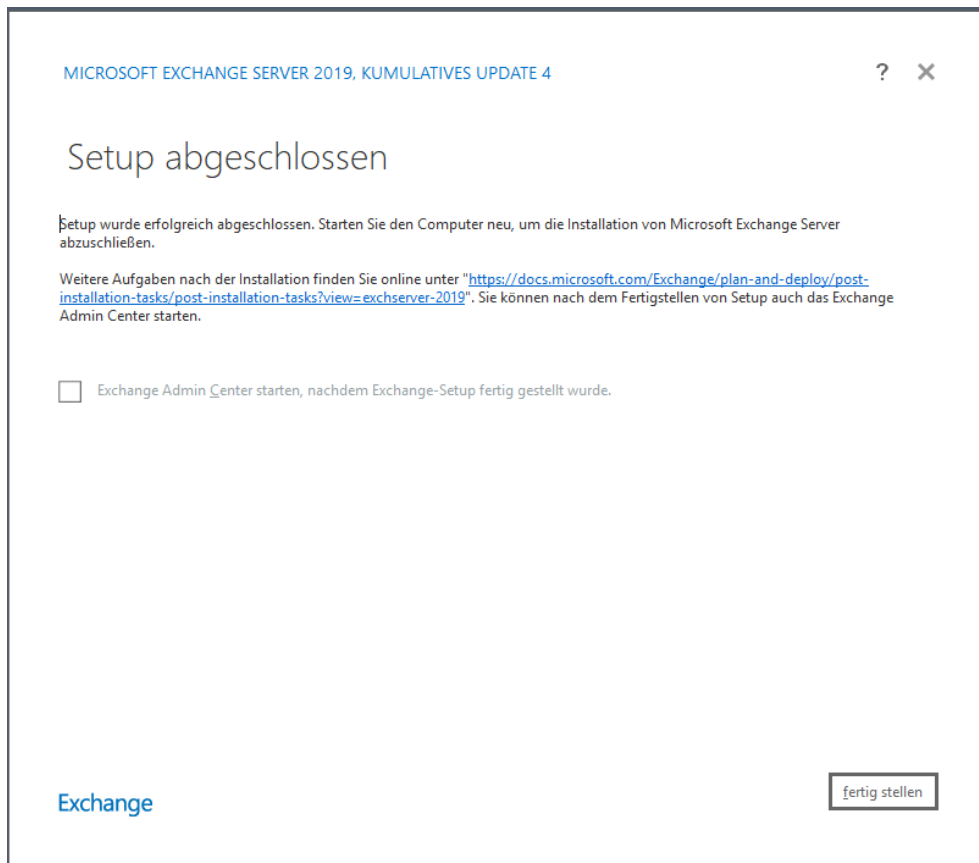 MICROSOFT EXCHANGE SERVER 2019, KUMULATIVES UPDATE 4
? ✕
Setup abgeschlossen
Setup wurde erfolgreich abgeschlossen. Starten Sie den Computer neu, um die Installation von Microsoft Exchange Server
abzuschließen.
Weitere Aufgaben nach der Installation finden Sie online unter "https://docs.microsoft.com/Exchange/plan-and-deploy/post-
installation-tasks/post-installation-tasks?view=exchserver-2019". Sie können nach dem Fertigstellen von Setup auch das Exchange
Admin Center starten.
Exchange Admin Center starten, nachdem Exchange-Setup fertig gestellt wurde.
Exchange
fertig stellen